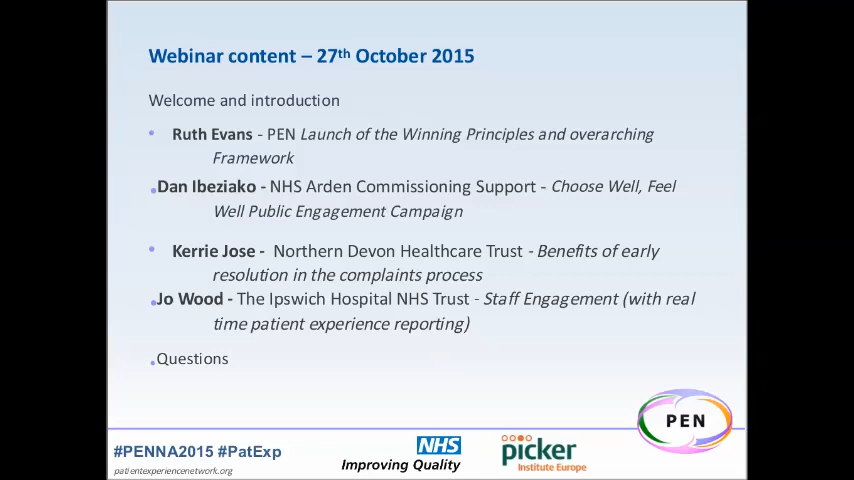 Webinar content – 27th October 2015
Welcome and introduction
• Ruth Evans - PEN Launch of the Winning Principles and overarching
Framework
•Dan Ibeziako - NHS Arden Commissioning Support - Choose Well, Feel
Well Public Engagement Campaign
• Kerrie Jose - Northern Devon Healthcare Trust - Benefits of early
resolution in the complaints process
•Jo Wood - The Ipswich Hospital NHS Trust - Staff Engagement (with real
time patient experience reporting)
•Questions
PEN
#PENNA2015 #PatExp
patientexperiencenetwork.org
NHS
Improving Quality
picker
Institute Europe